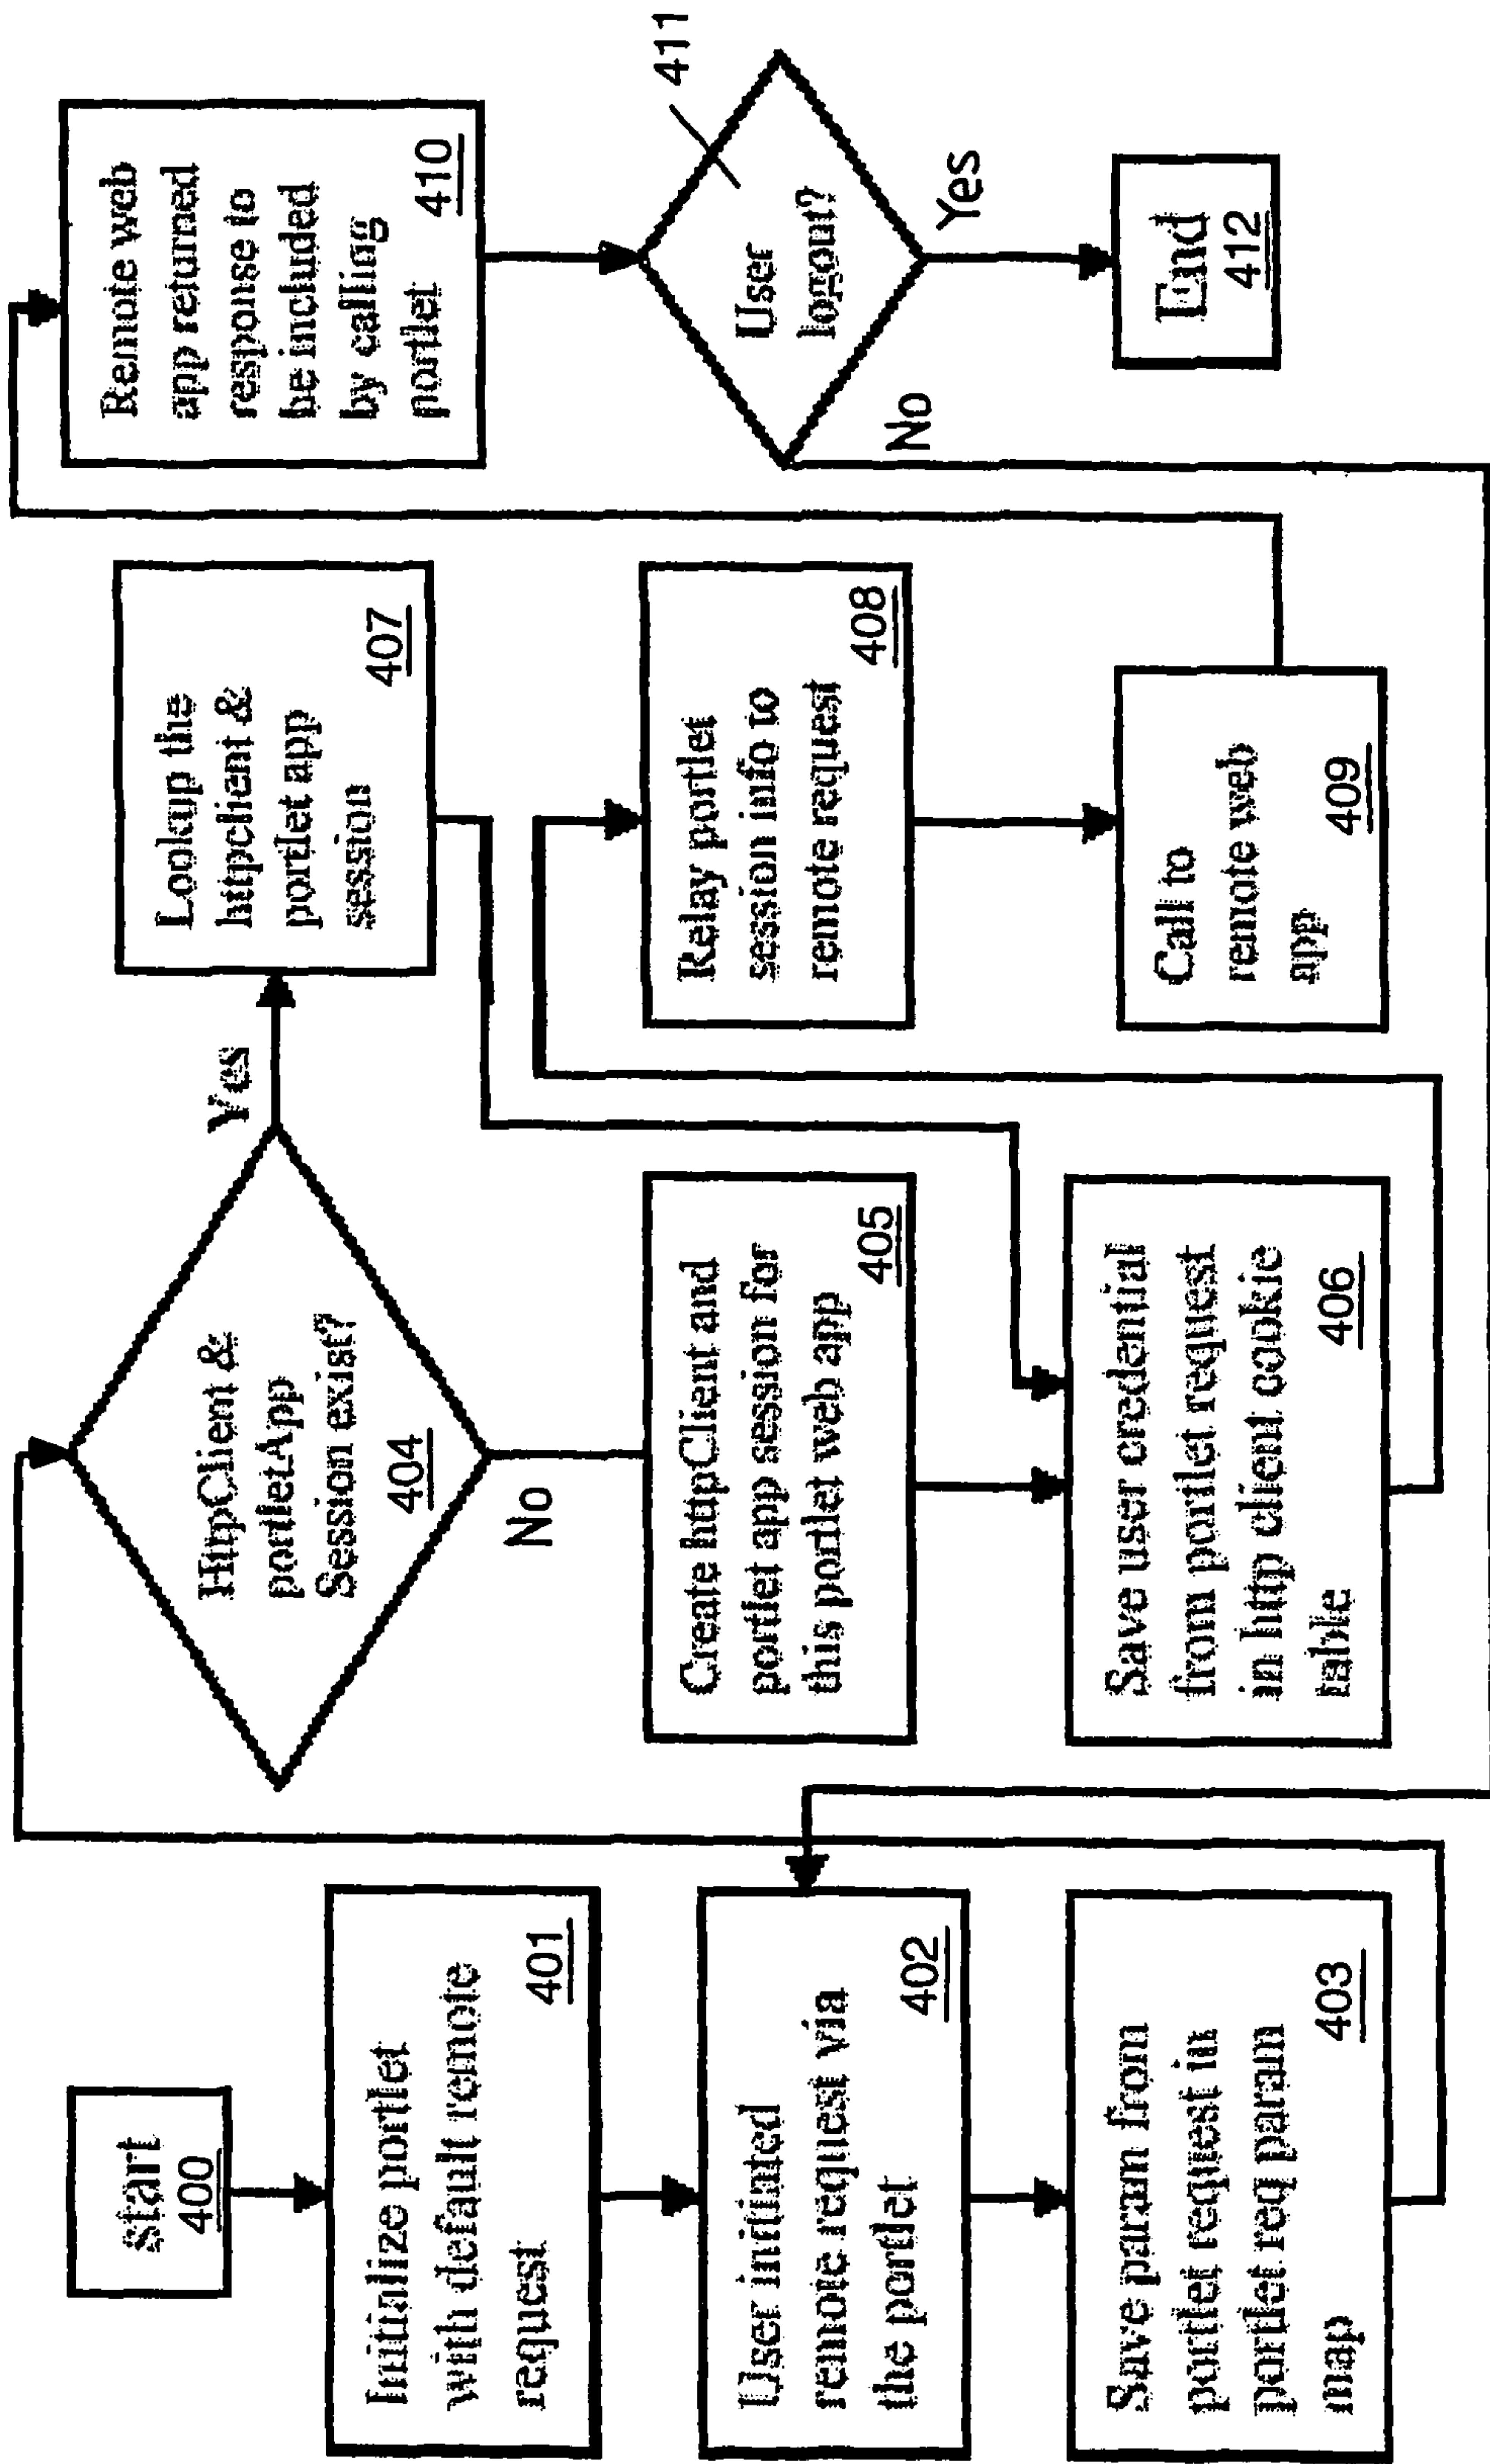 start
400
Initialize portlet
with default remote
request
401
User initiated
remote request via
the portlet
402
Save param from
portlet request in
portlet req param
map
403
HttpClient &
portletApp
Session exist?
404
Yes
No
Create httpClient and
portlet app session for
this portlet web app
405
Save user credential
from portlet request
in http client cookie
table
406
Lookup the
httpclient &
portlet app
session
407
Relay portlet
session info to
remote request
408
Call to
remote web
app
409
Remote web
app returned
response to
be included
by calling
portlet
410
User
logout?
411
No
Yes
End
412